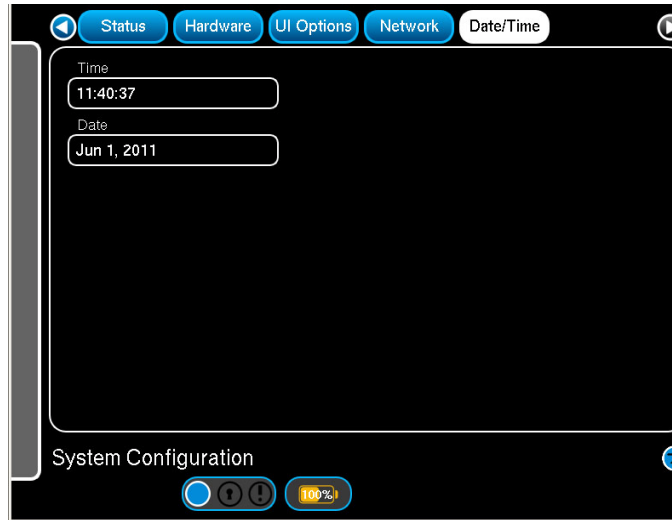 Status Hardware UI Options Network Date/Time
Time
11:40:37
Date
Jun 1, 2011
System Configuration
100%